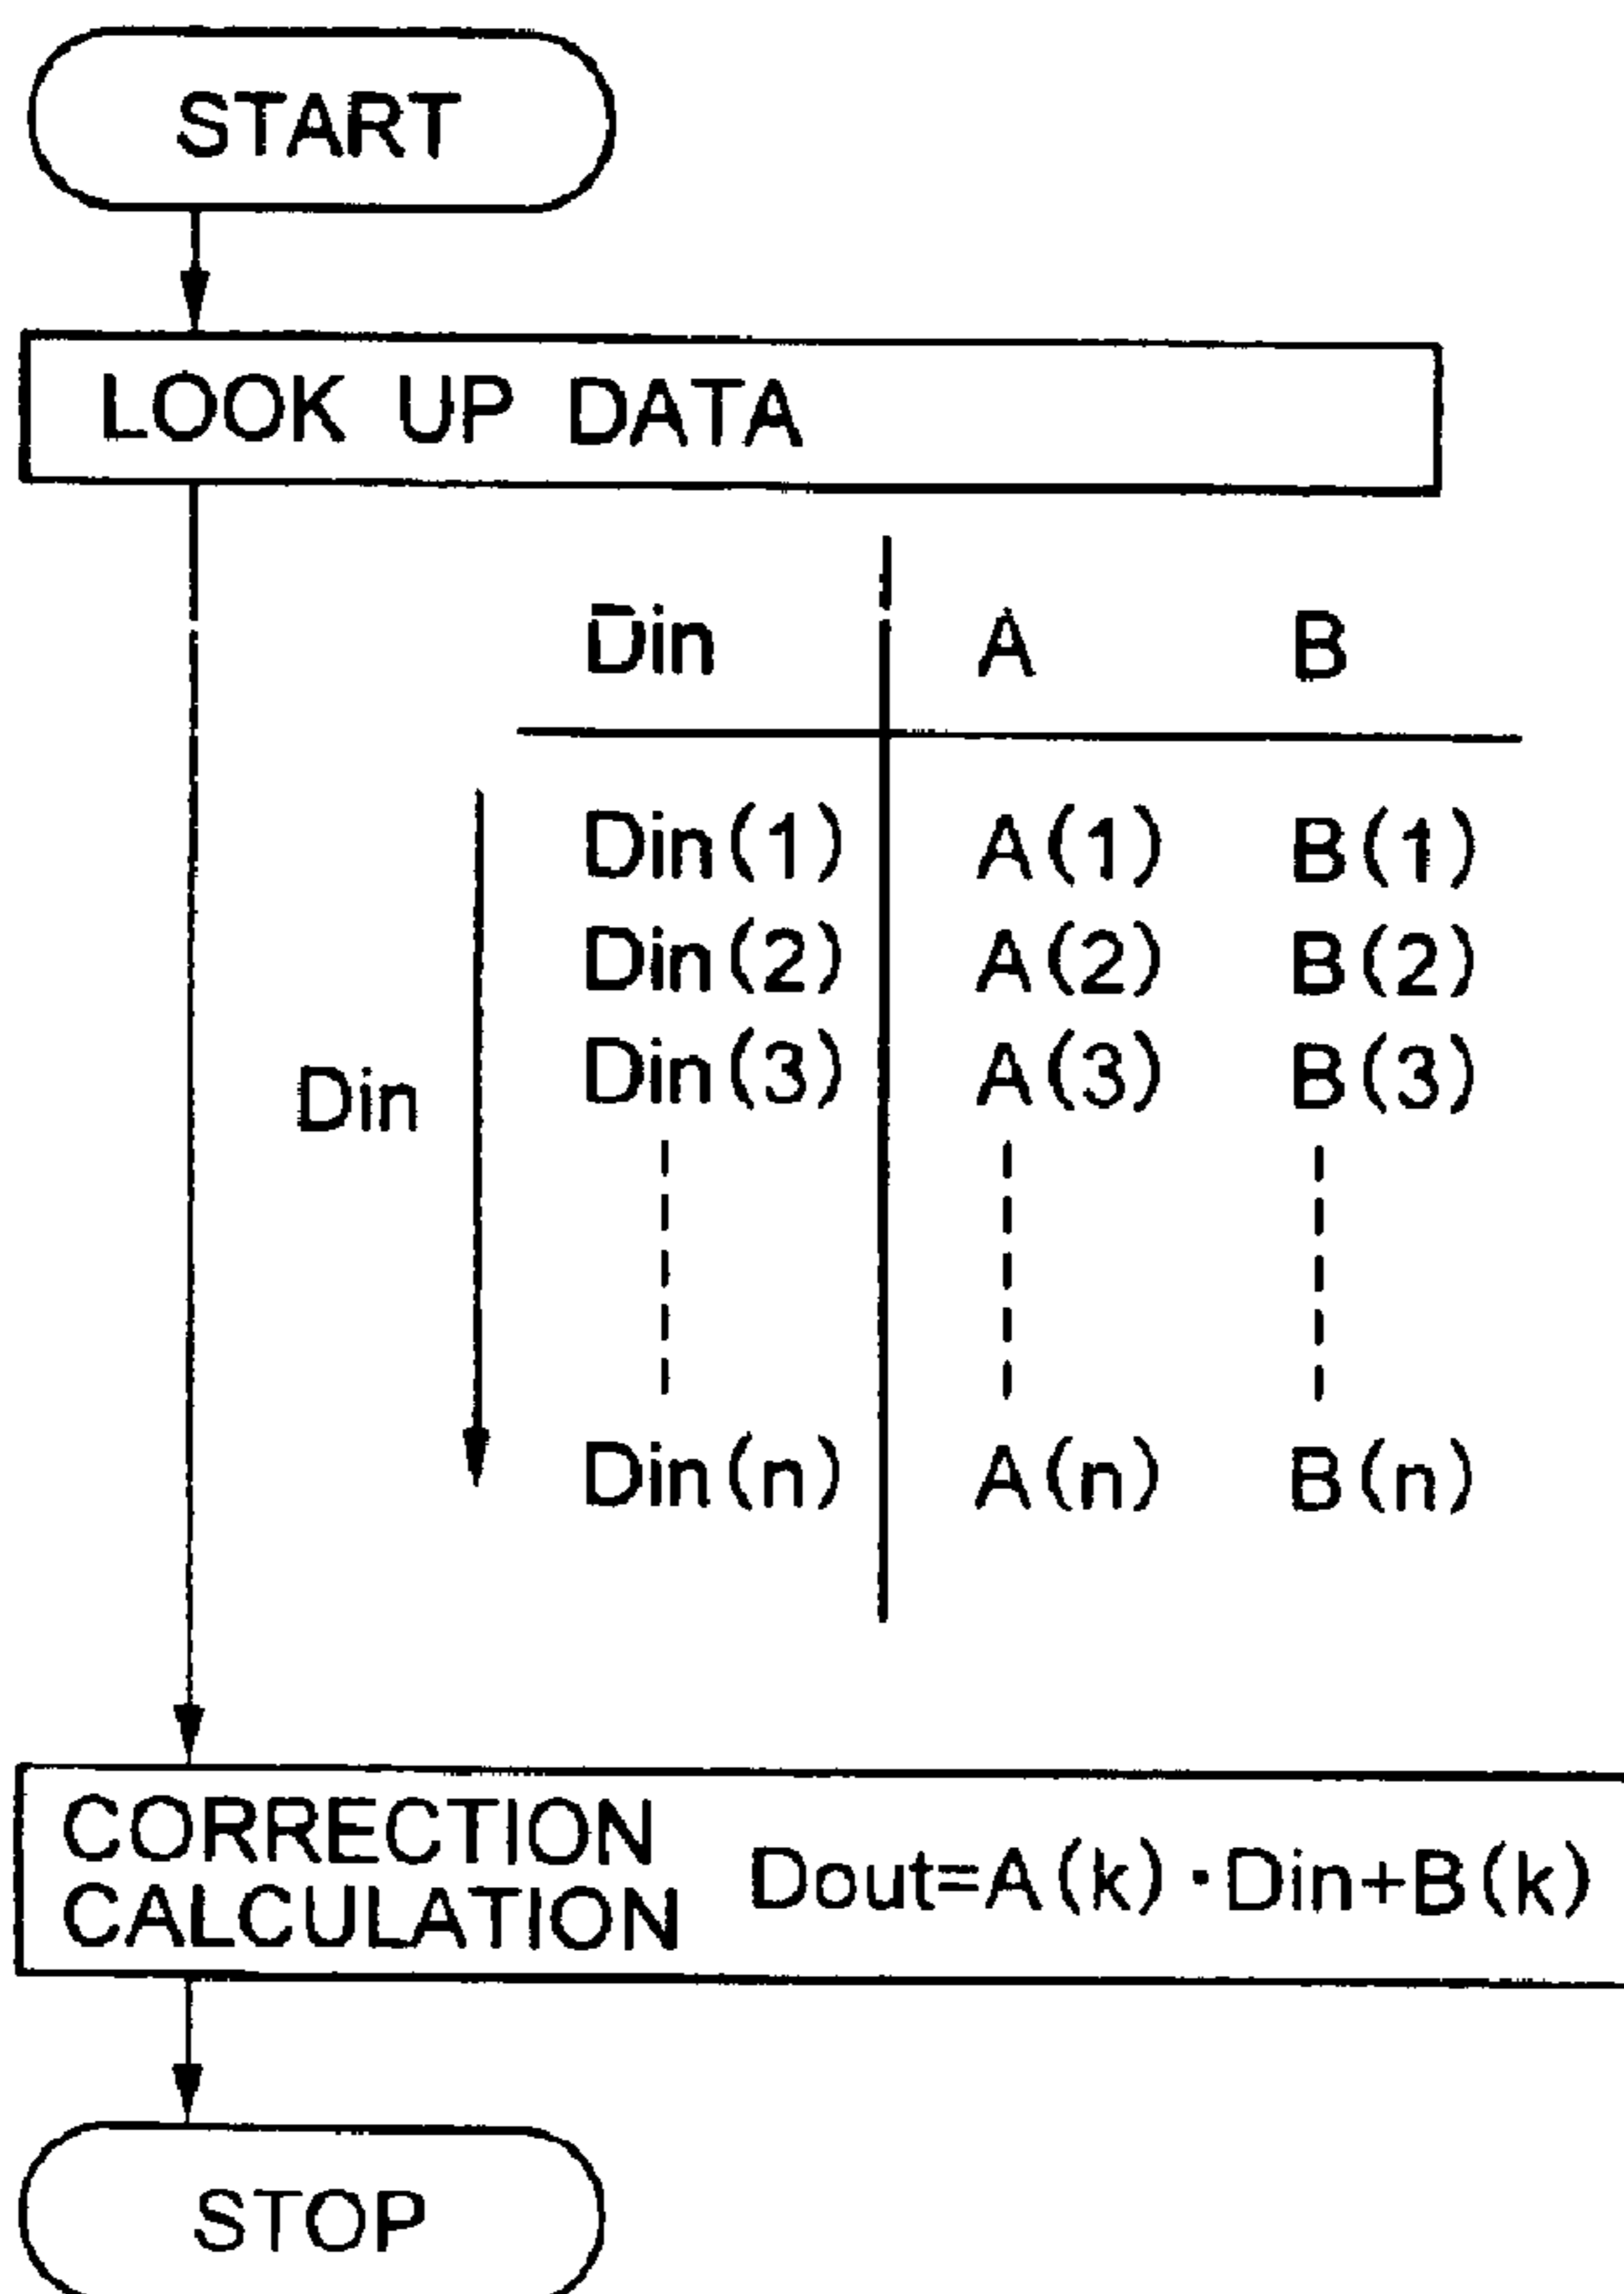 START
LOOK UP DATA
Din A B
Din(1) A(1) B(1)
Din(2) A(2) B(2)
Din(3) A(3) B(3)
Din
Din(n) A(n) B(n)
CORRECTION
CALCULATION
Dout=A(k)·Din+B(k)
STOP